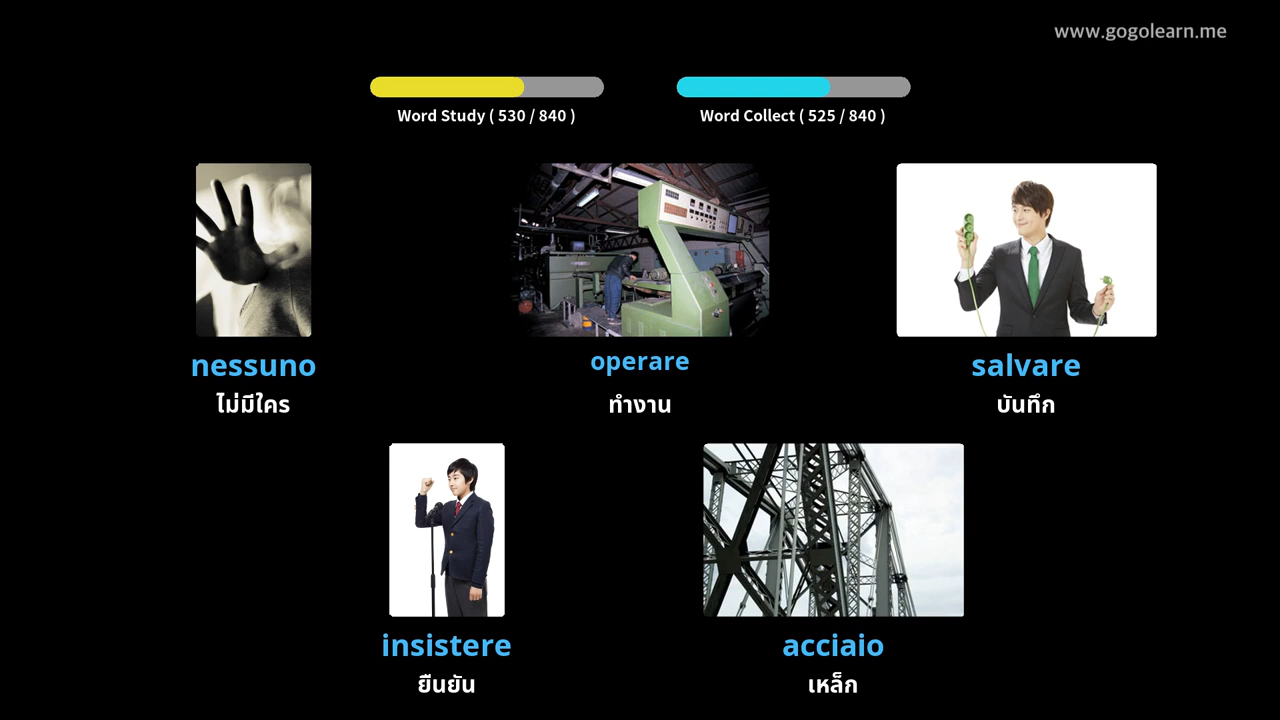 www.gogolearn.me
Word Study ( 530 / 840 )
Word Collect ( 525 / 840 )
nessuno
ไม่มีใคร
operare
ทำงาน
salvare
บันทึก
insistere
ยืนยัน
acciaio
เหล็ก